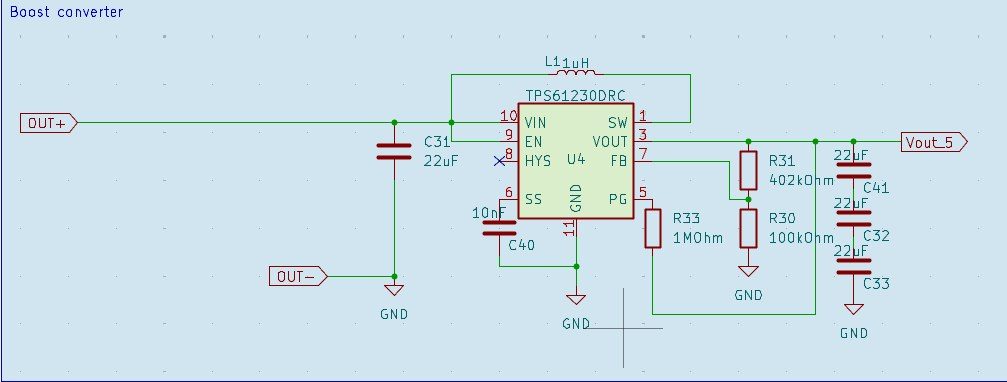 Boost converter
L1 1uH
TPS61230DRC
OUT+
10 VIN
SW 1
9 EN
VOUT 3
8 HYS
U4
FB 7
6 SS
GND
PG 5
11
C31
22uF
10nF
C40
R33
1MOhm
R31
402kOhm
R30
100kOhm
22uF
C41
22uF
C32
22uF
C33
Vout_5
OUT-
GND
GND
GND
GND